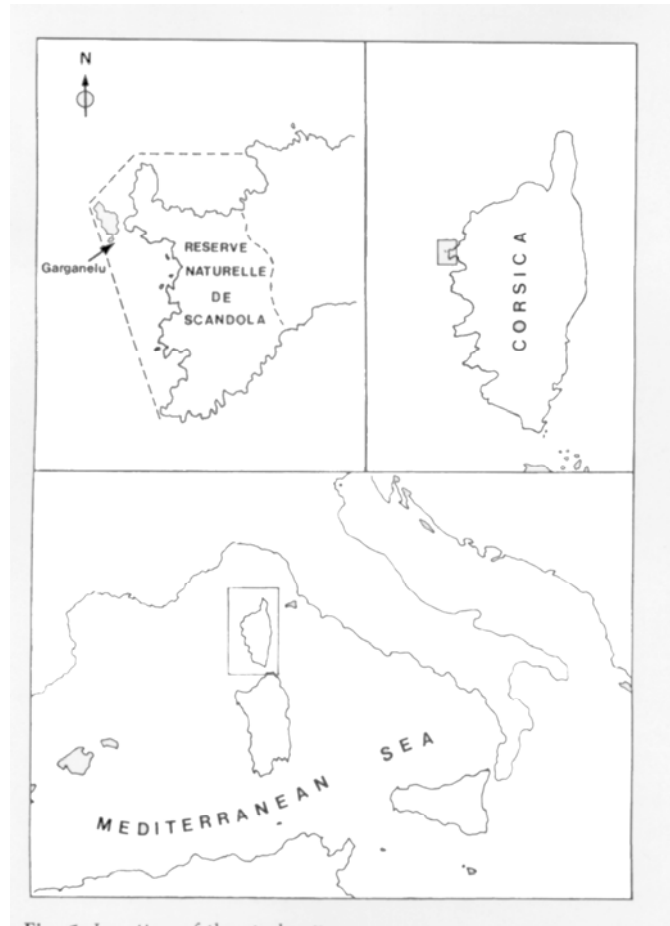 N
Garganelu
RESERVE
NATURELLE
DE
SCANDOLA
CORSICA
MEDITERRANEAN SEA